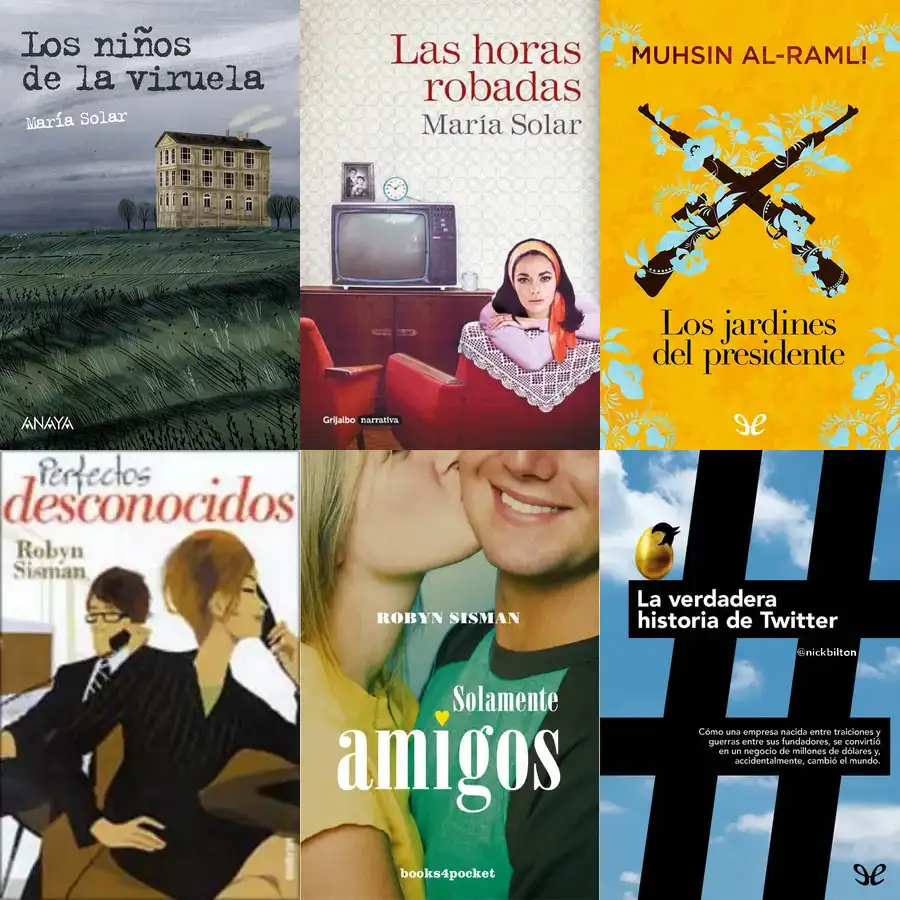 Los niños
de la viruela
María Solar
ANAYA
Las horas
robadas
María Solar
Grijalbo narrativa
MUHSIN AL-RAMLI
Los jardines
del presidente
Perfectos
desconocidos
Robyn
Sisman
ROBYN SISMAN
Solamente
amigos
books4pocket
La verdadera
historia de Twitter
@nickbilton
Cómo una empresa nacida entre traiciones y
guerras entre sus fundadores, se convirtió
en un negocio de millones de dólares y,
accidentalmente, cambió el mundo.